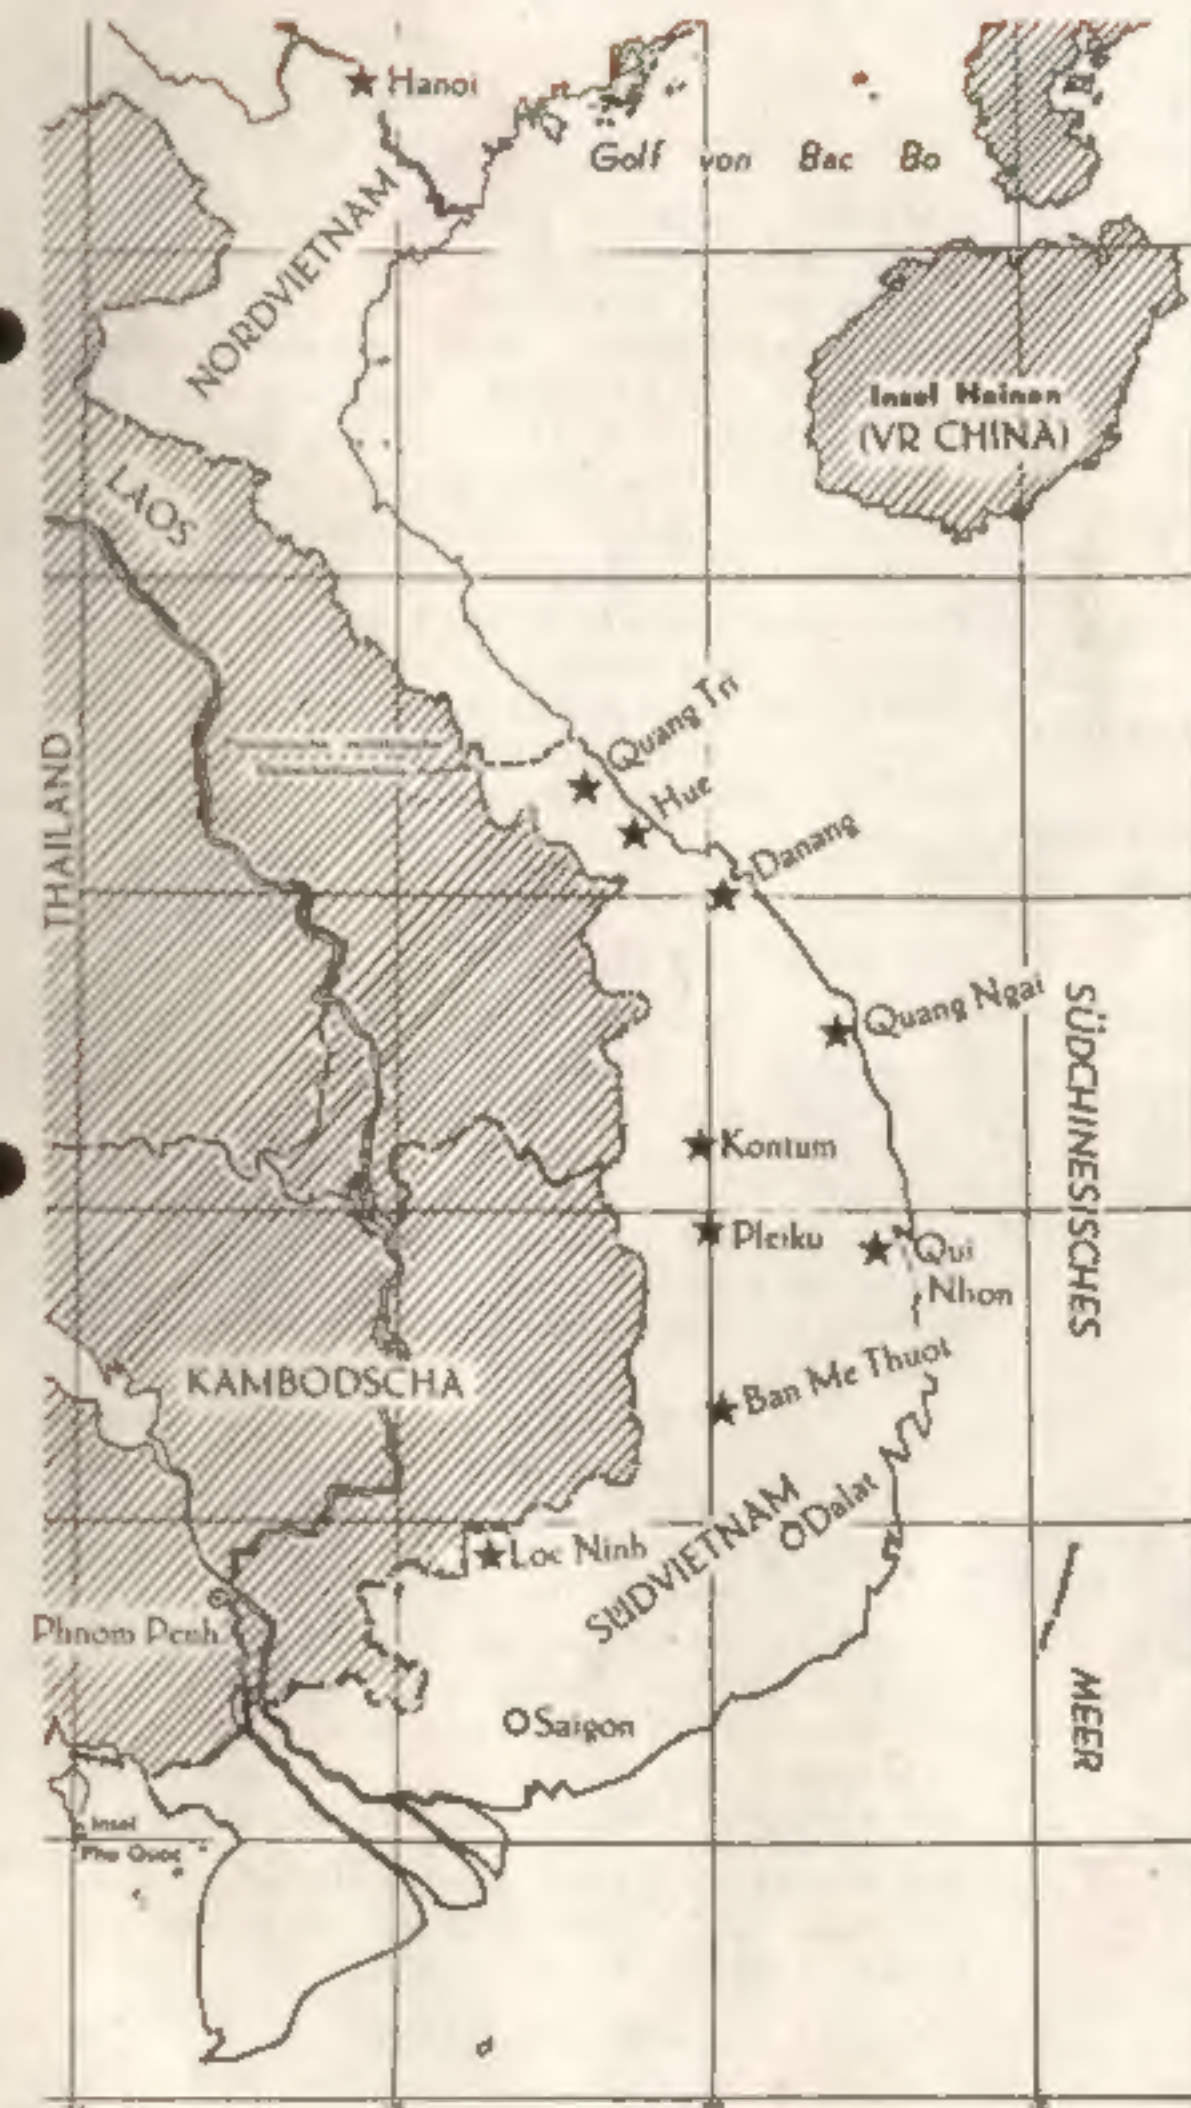 Hanoi
Golf von Bac Bo
NORDVIETNAM
Insel Hainan
(VR CHINA)
LAOS
THAILAND
Quang Tri
Hue
Danang
Quang Ngai
SÜDCHINESISCHES
Kontum
Pleiku
Qui
Nhon
KAMBODSCHA
Ban Me Thuot
SÜDVIETNAM
Dalat
Loc Ninh
Phnom Penh
Saigon
MEER
Insel
Phu Quoc